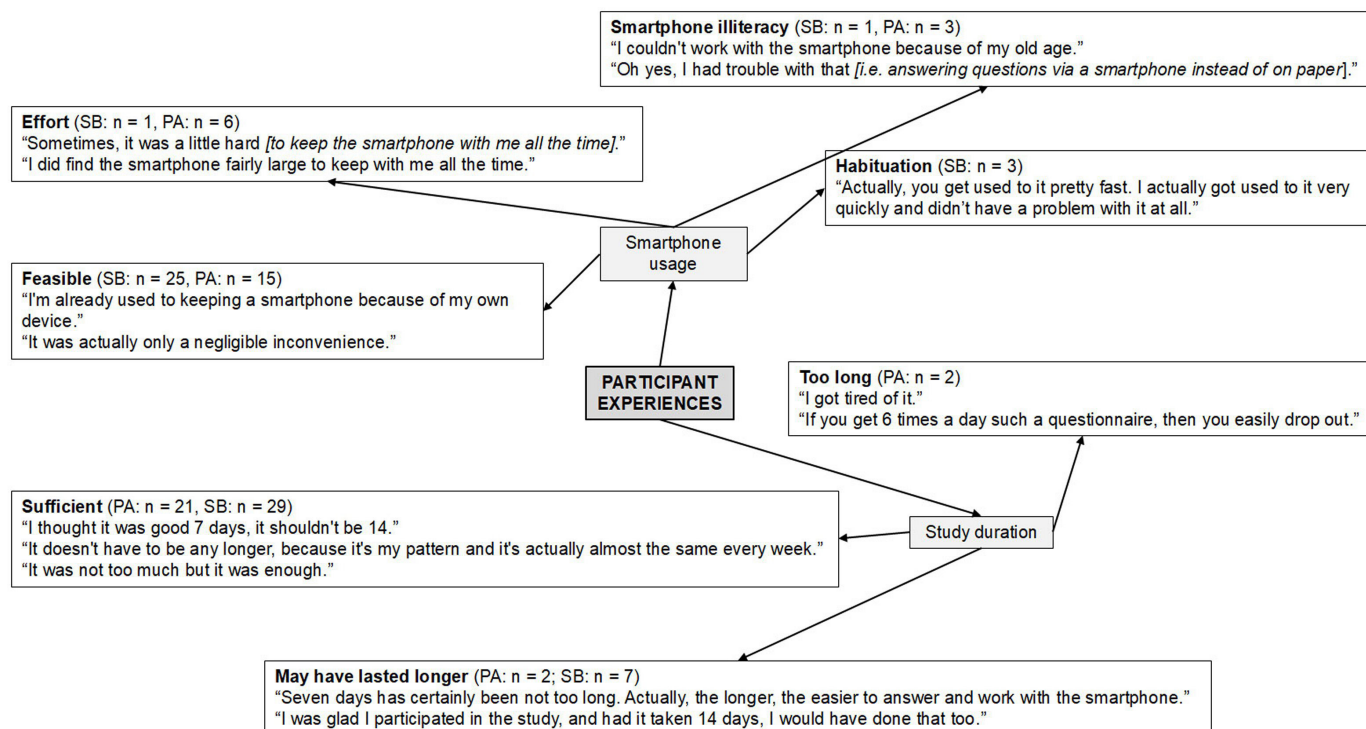 Smartphone illiteracy (SB: n = 1, PA: n = 3)
“I couldn't work with the smartphone because of my old age.”
“Oh yes, I had trouble with that [i.e. answering questions via a smartphone instead of on paper].”
Effort (SB: n = 1, PA: n = 6)
“Sometimes, it was a little hard [to keep the smartphone with me all the time].”
“I did find the smartphone fairly large to keep with me all the time.”
Habituation (SB: n = 3)
“Actually, you get used to it pretty fast. I actually got used to it very
quickly and didn’t have a problem with it at all.”
Smartphone
usage
Feasible (SB: n = 25, PA: n = 15)
“I'm already used to keeping a smartphone because of my own
device.”
“It was actually only a negligible inconvenience.”
PARTICIPANT
EXPERIENCES
Too long (PA: n = 2)
“I got tired of it.”
“If you get 6 times a day such a questionnaire, then you easily drop out.”
Sufficient (PA: n = 21, SB: n = 29)
“I thought it was good 7 days, it shouldn't be 14.”
“It doesn't have to be any longer, because it's my pattern and it's actually almost the same every week.”
“It was not too much but it was enough.”
Study duration
May have lasted longer (PA: n = 2; SB: n = 7)
“Seven days has certainly been not too long. Actually, the longer, the easier to answer and work with the smartphone.”
“I was glad I participated in the study, and had it taken 14 days, I would have done that too.”